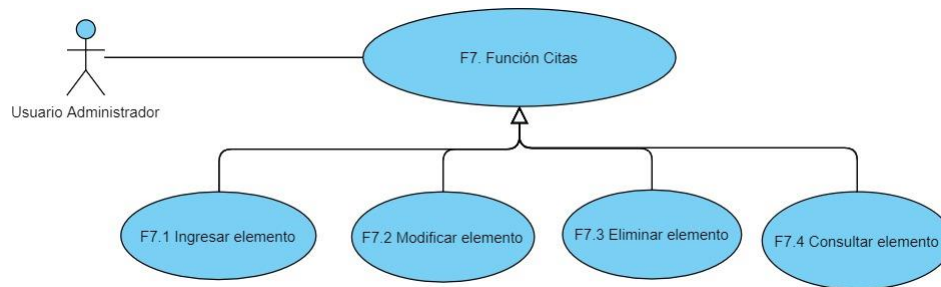 F7. Función Citas
Usuario Administrador
F7.1 Ingresar elemento
F7.2 Modificar elemento
F7.3 Eliminar elemento
F7.4 Consultar elemento